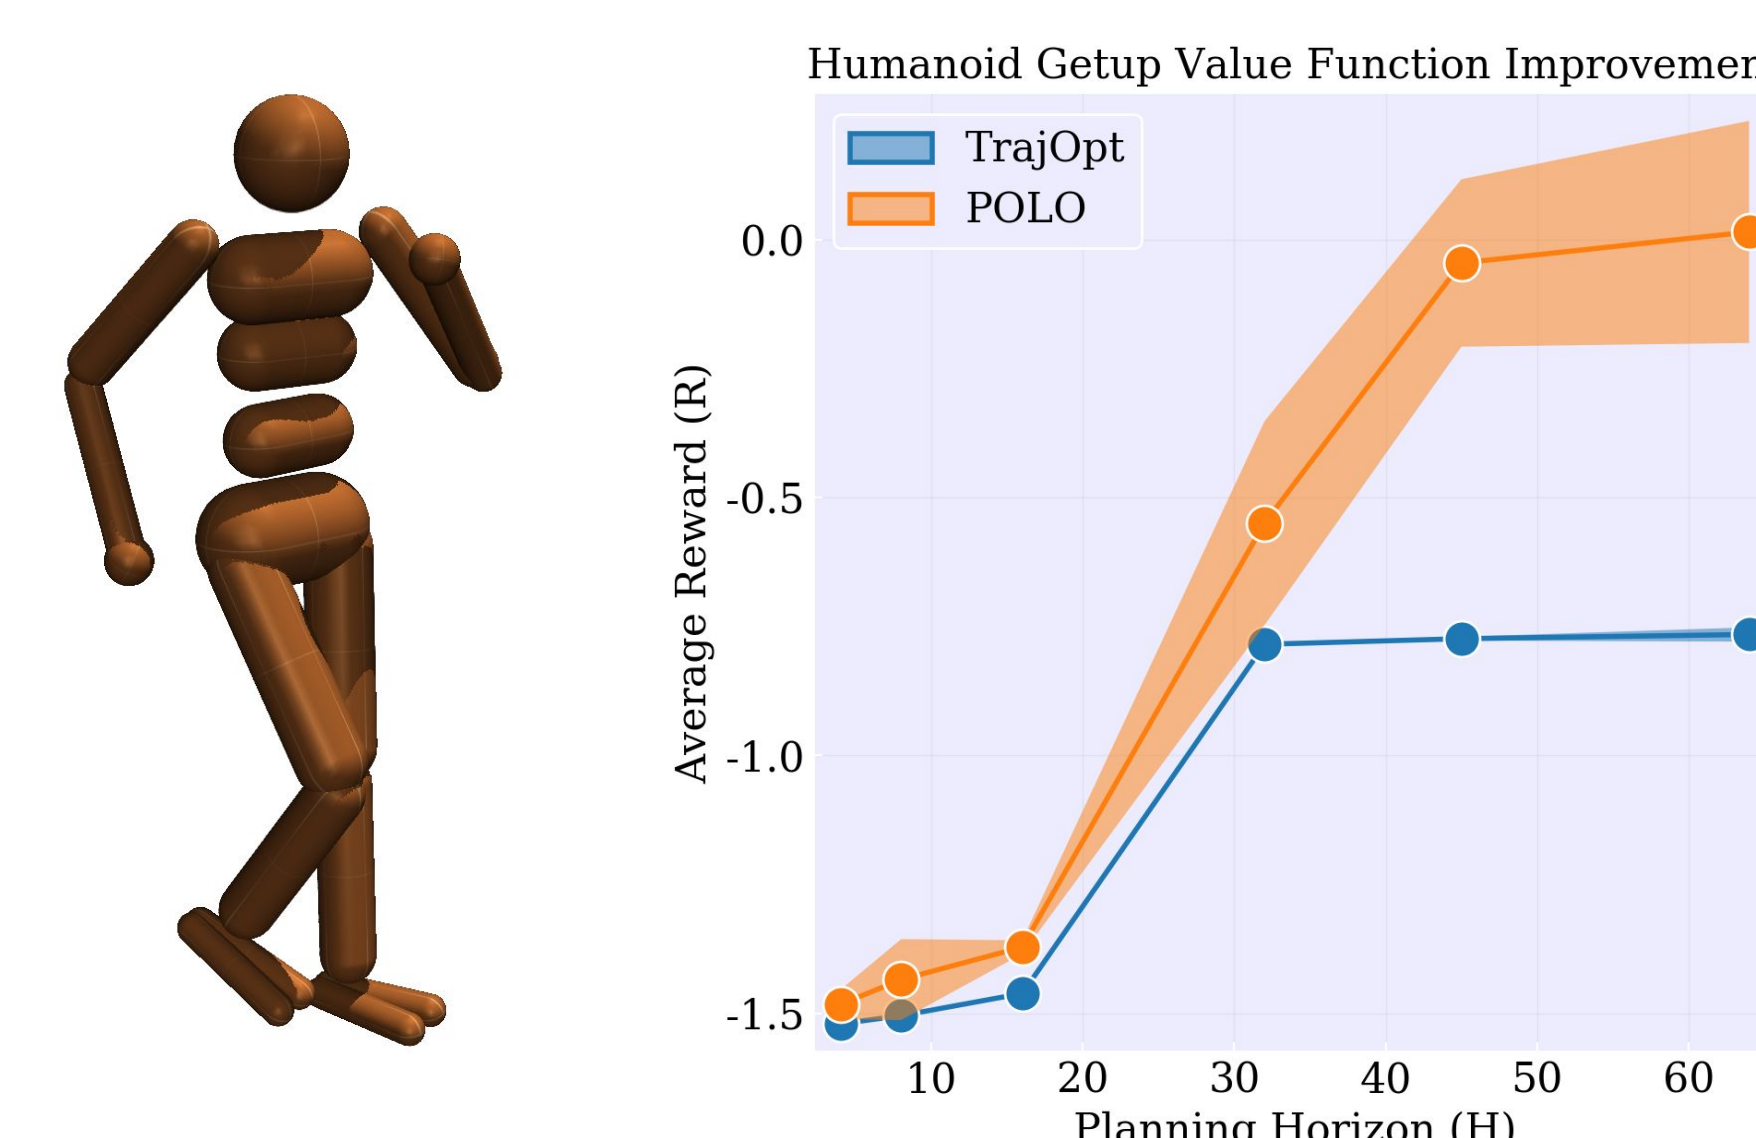 Humanoid Getup Value Function Improvemen
TrajOpt
POLO
Average Reward (R)
0.0
-0.5
-1.0
-1.5
10 20 30 40 50 60
Planning Horizon (H)